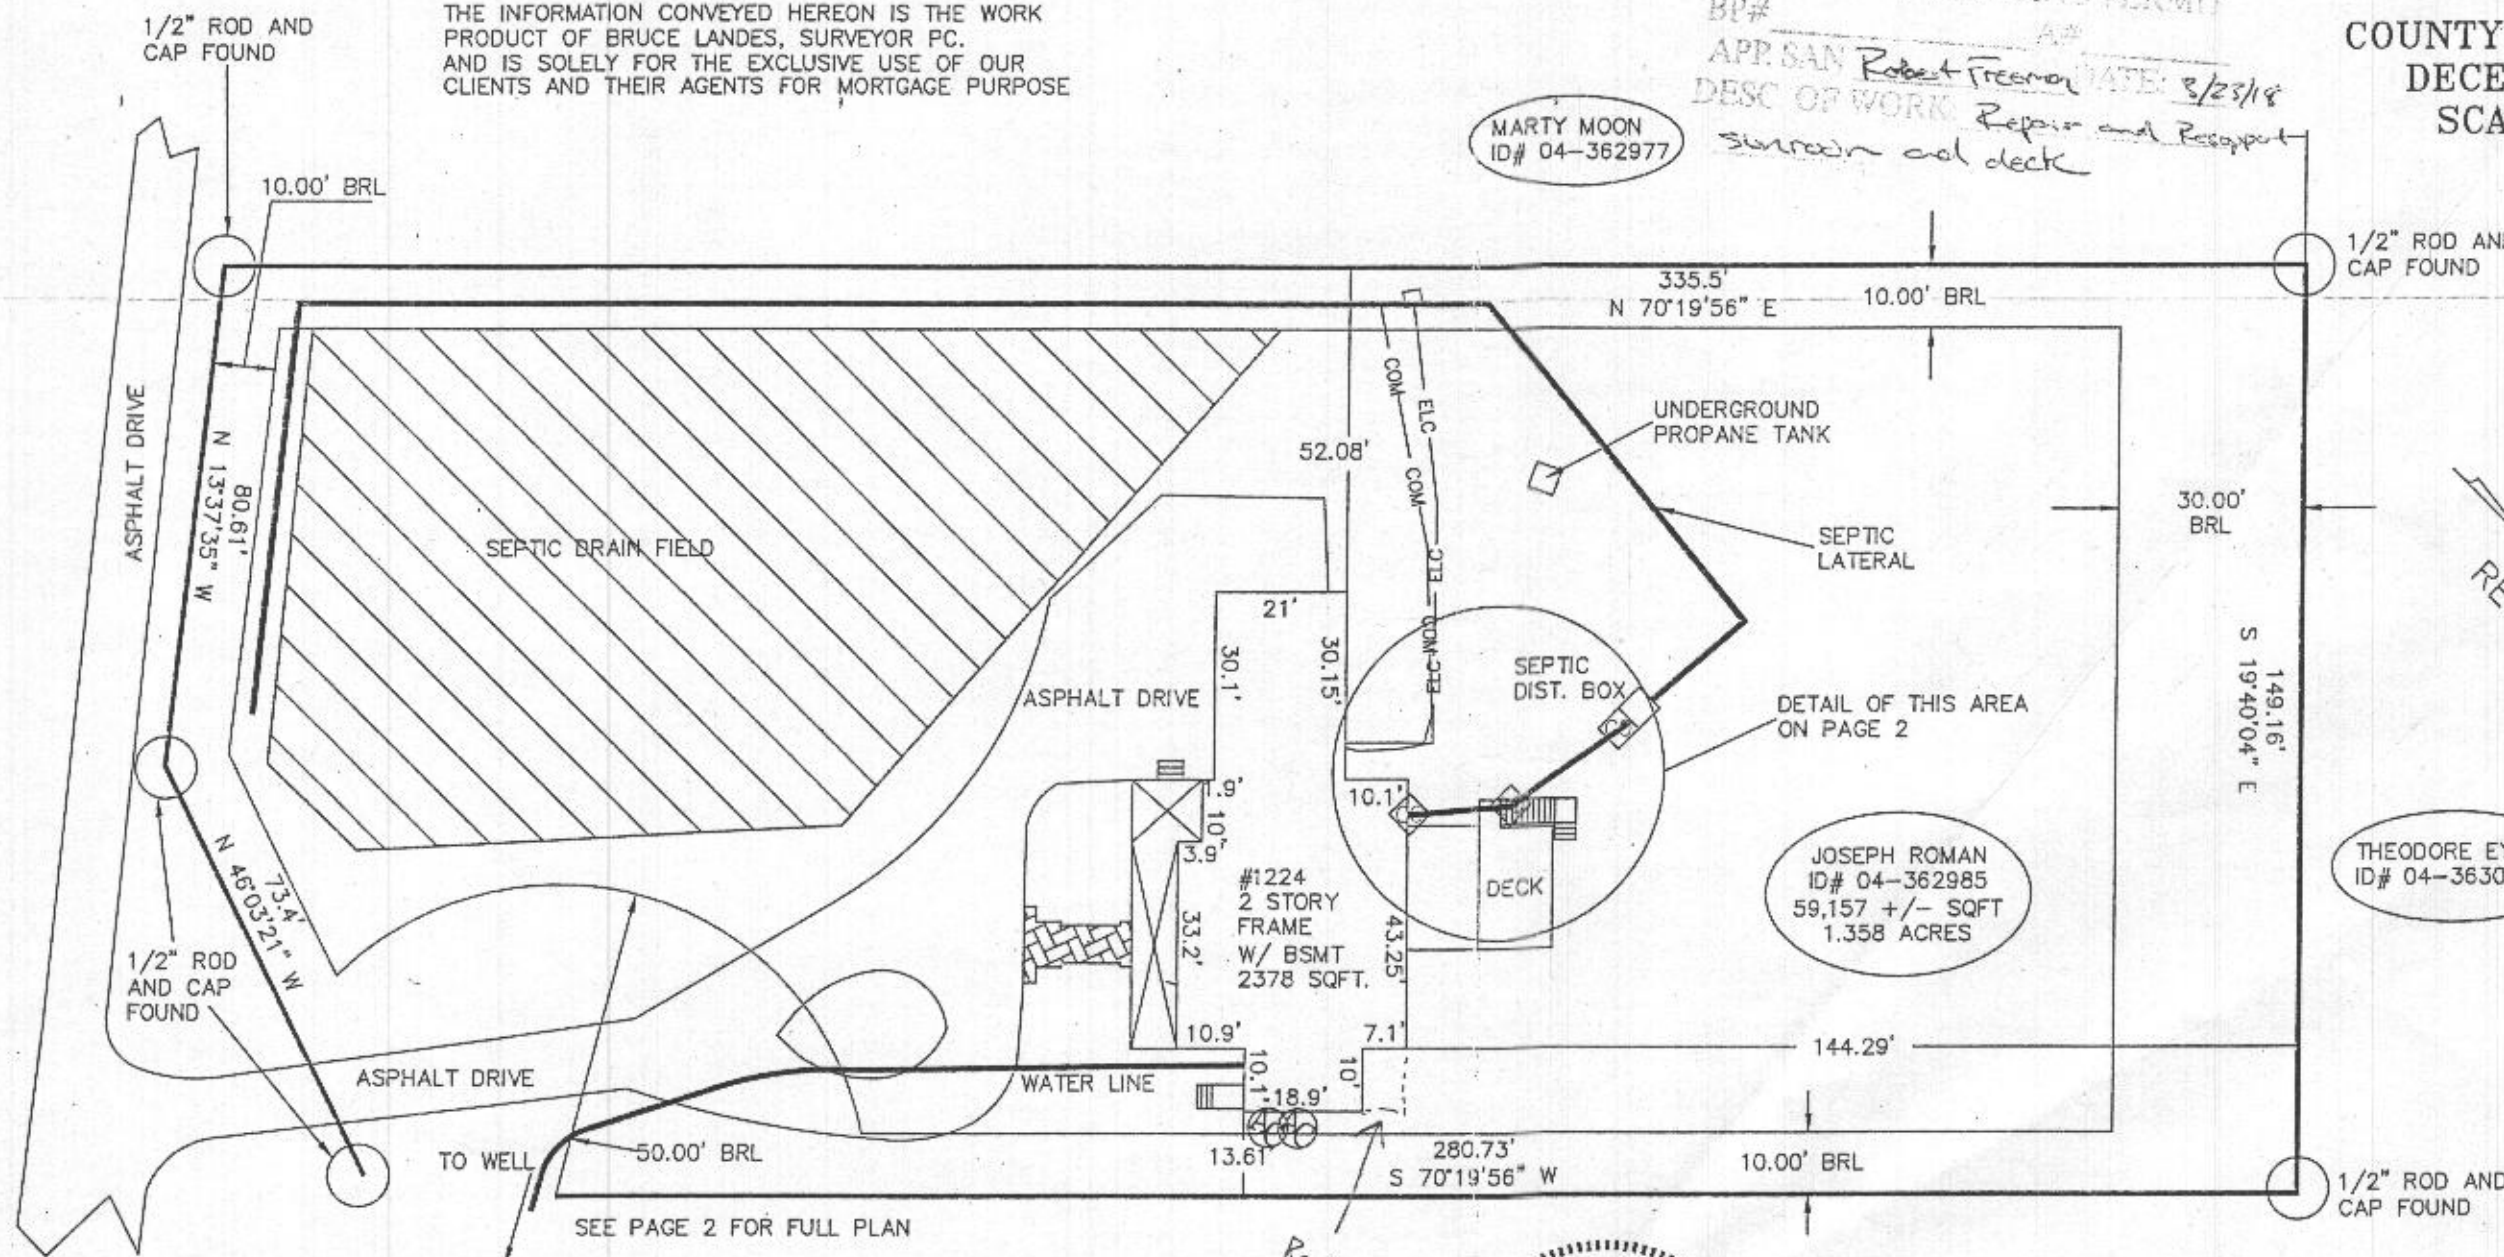 1/2" ROD AND
CAP FOUND
THE INFORMATION CONVEYED HEREON IS THE WORK
PRODUCT OF BRUCE LANDES, SURVEYOR PC.
AND IS SOLELY FOR THE EXCLUSIVE USE OF OUR
CLIENTS AND THEIR AGENTS FOR MORTGAGE PURPOSE
BP#
PERMIT
A#
APP. SAN Robert Freeman DATE: 3/23/18
DESC OF WORK Repair and
sunroom and deck
COUNTY
DECE
SCA
MARTY MOON
ID# 04-362977
10.00' BRL
1/2" ROD AN
CAP FOUND
335.5'
N 70°19'56" E
10.00' BRL
ASPHALT DRIVE
N 13°37'35" W
80.61'
SEPTIC DRAIN FIELD
52.08'
COM
ELC
COM
ELC
COM
ELC
UNDERGROUND
PROPANE TANK
SEPTIC
LATERAL
30.00'
BRL
RE
S 19°40'04" E
149.16'
21'
30.1'
30.15'
ASPHALT DRIVE
SEPTIC
DIST. BOX
CO
DETAIL OF THIS AREA
ON PAGE 2
1.9'
10'
3.9'
10.1'
#1224
2 STORY
FRAME
W/ BSMT
2378 SQFT.
33.2'
43.25'
DECK
JOSEPH ROMAN
ID# 04-362985
59,157 +/- SQFT
1.358 ACRES
THEODORE E
ID# 04-3630
N 46°03'21" W
73.4'
1/2" ROD
AND CAP
FOUND
10.9'
7.1'
144.29'
ASPHALT DRIVE
WATER LINE
10.1'
18.9'
10'
TO WELL
50.00' BRL
13.61'
280.73'
S 70°19'56" W
10.00' BRL
1/2" ROD AND
CAP FOUND
SEE PAGE 2 FOR FULL PLAN